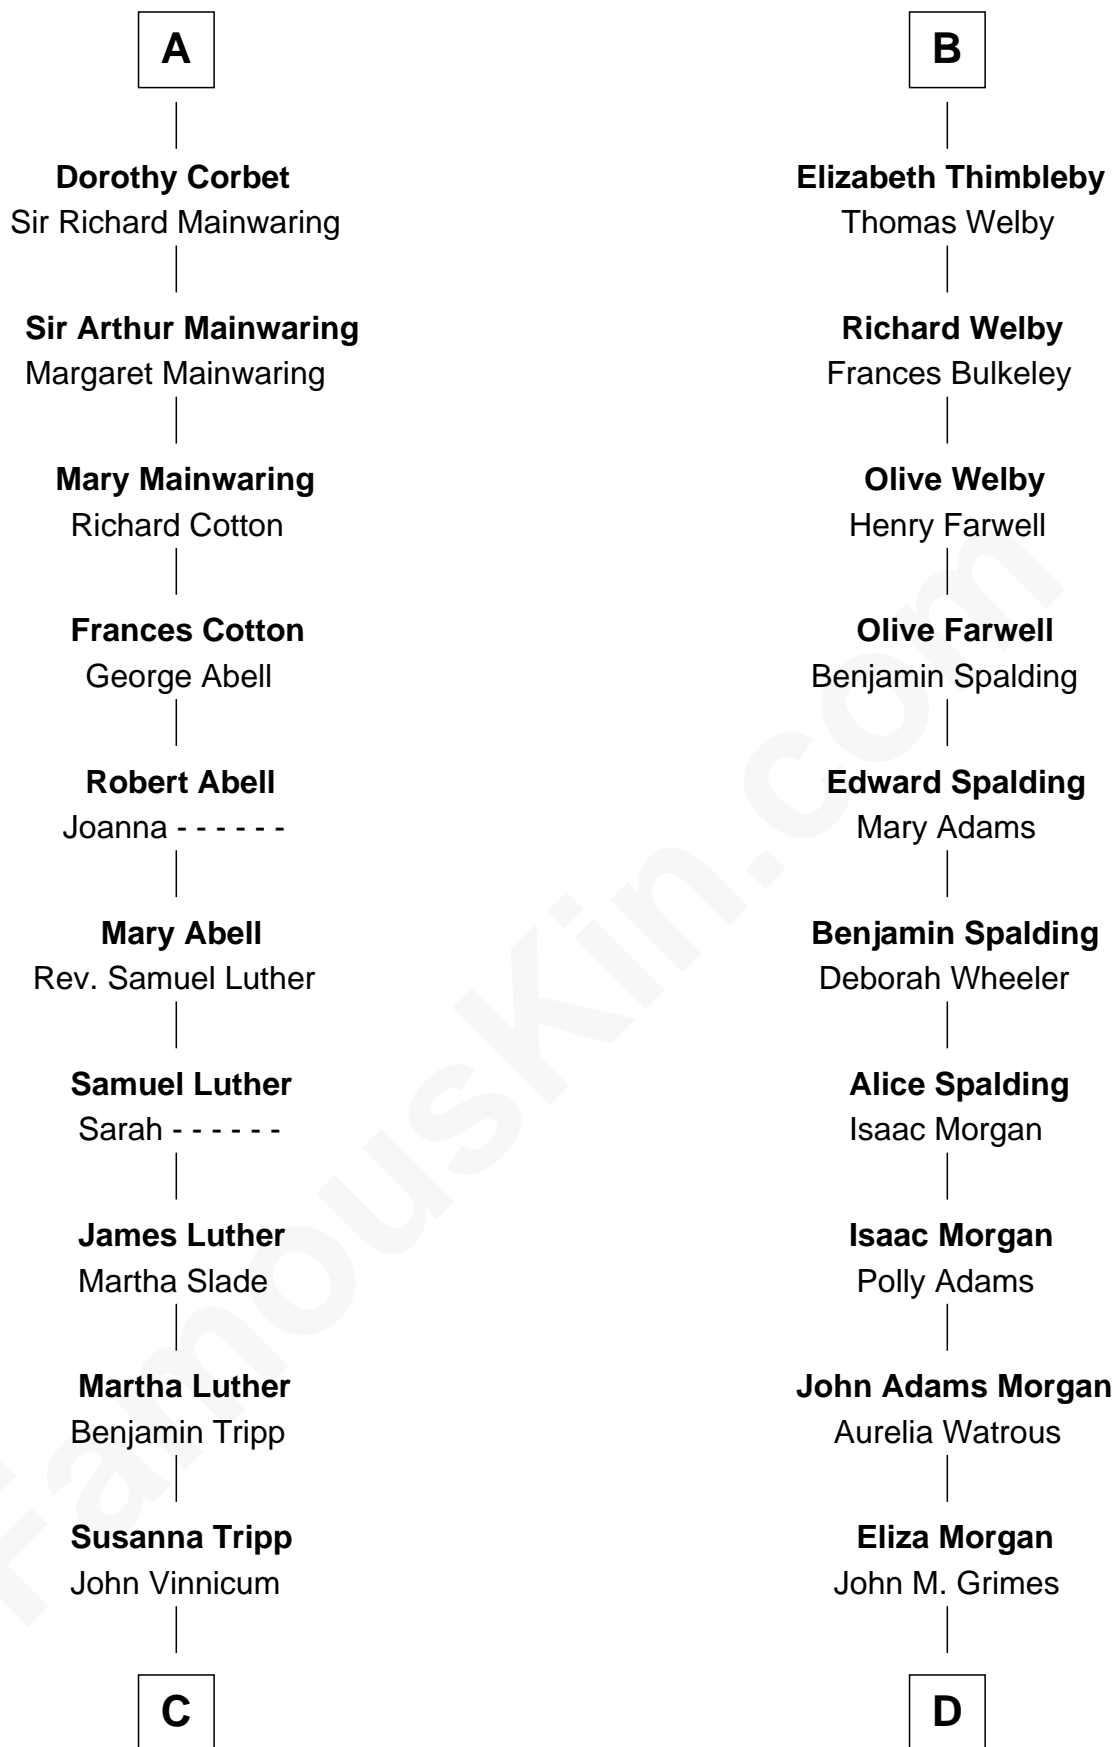 A
Dorothy Corbet
Sir Richard Mainwaring
Sir Arthur Mainwaring
Margaret Mainwaring
Mary Mainwaring
Richard Cotton
Frances Cotton
George Abell
Robert Abell
Joanna - - - - - -
Mary Abell
Rev. Samuel Luther
Samuel Luther
Sarah - - - - - -
James Luther
Martha Slade
Martha Luther
Benjamin Tripp
Susanna Tripp
John Vinnicum
C
B
Elizabeth Thimbleby
Thomas Welby
Richard Welby
Frances Bulkeley
Olive Welby
Henry Farwell
Olive Farwell
Benjamin Spalding
Edward Spalding
Mary Adams
Benjamin Spalding
Deborah Wheeler
Alice Spalding
Isaac Morgan
Isaac Morgan
Polly Adams
John Adams Morgan
Aurelia Watrous
Eliza Morgan
John M. Grimes
D
FamousKin.com